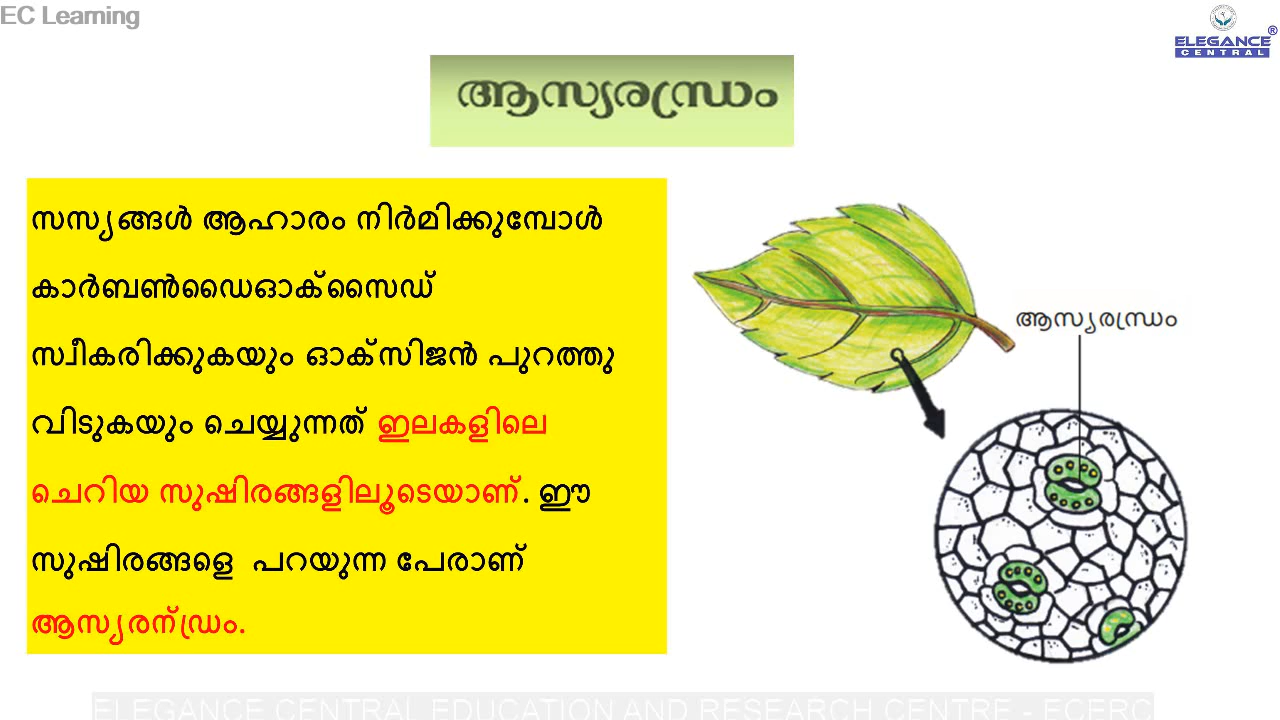 EC Learning
ELEGANCE ®
CENTRAL
ആസ്യരന്ധ്രം
സസ്യങ്ങൾ ആഹാരം നിർമിക്കുമ്പോൾ
കാർബൺഡൈഓക്സൈഡ്
സ്വീകരിക്കുകയും ഓക്സിജൻ പുറത്തു
വിടുകയും ചെയ്യുന്നത് ഇലകളിലെ
ചെറിയ സുഷിരങ്ങളിലൂടെയാണ്. ഈ
സുഷിരങ്ങളെ പറയുന്ന പേരാണ്
ആസ്യരന്ഡ്രം.
ആസ്യരന്ധ്രം
ELEGANCE CENTRAL EDUCATION AND RESEARCH CENTRE - ECERC